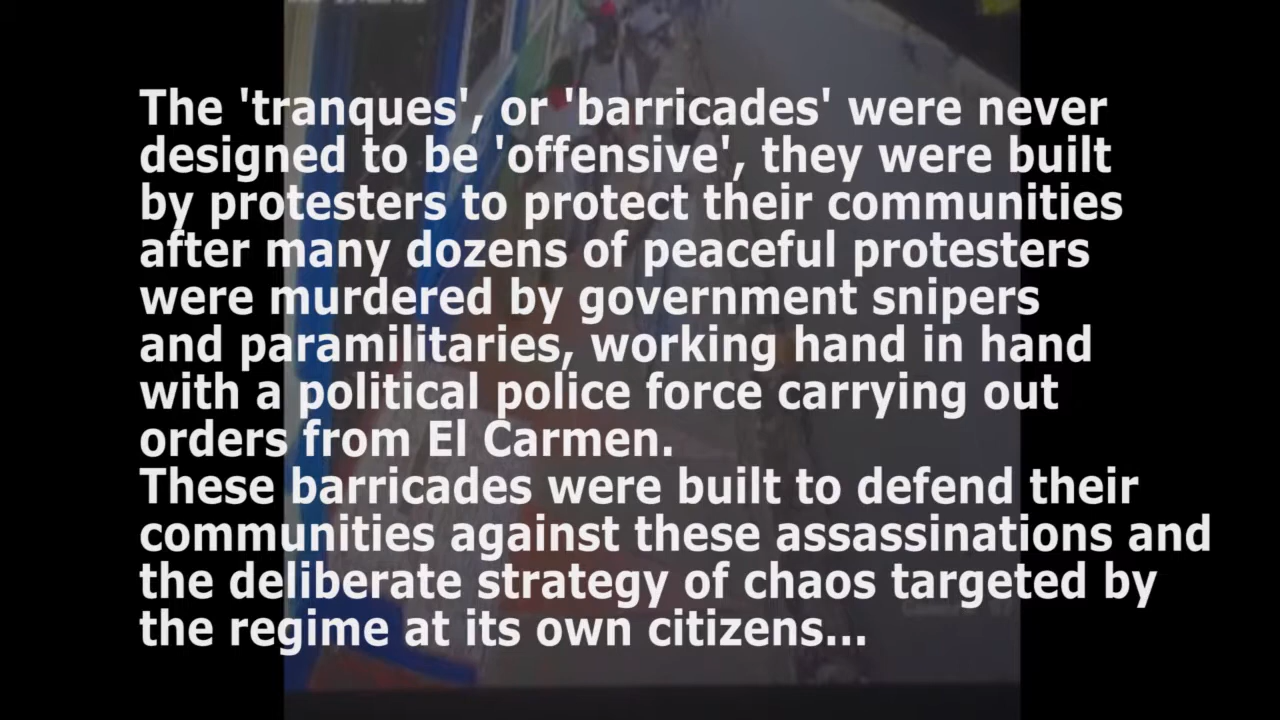 The 'tranques', or 'barricades' were never
designed to be 'offensive', they were built
by protesters to protect their communities
after many dozens of peaceful protesters
were murdered by government snipers
and paramilitaries, working hand in hand
with a political police force carrying out
orders from El Carmen.
These barricades were built to defend their
communities against these assassinations and
the deliberate strategy of chaos targeted by
the regime at its own citizens...